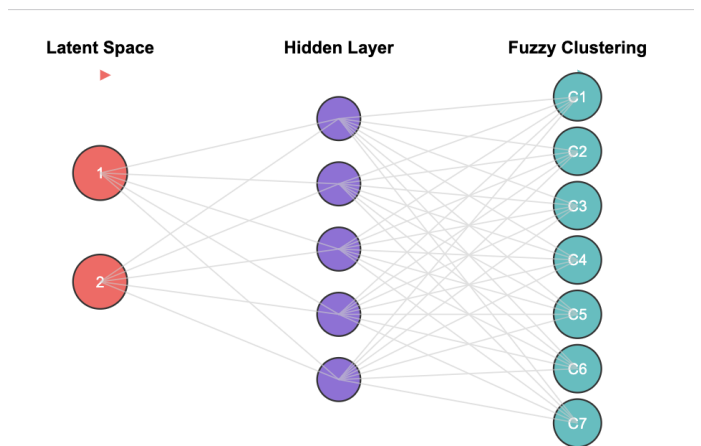 Latent Space
Hidden Layer
Fuzzy Clustering
1
2
C1
C2
C3
C4
C5
C6
C7